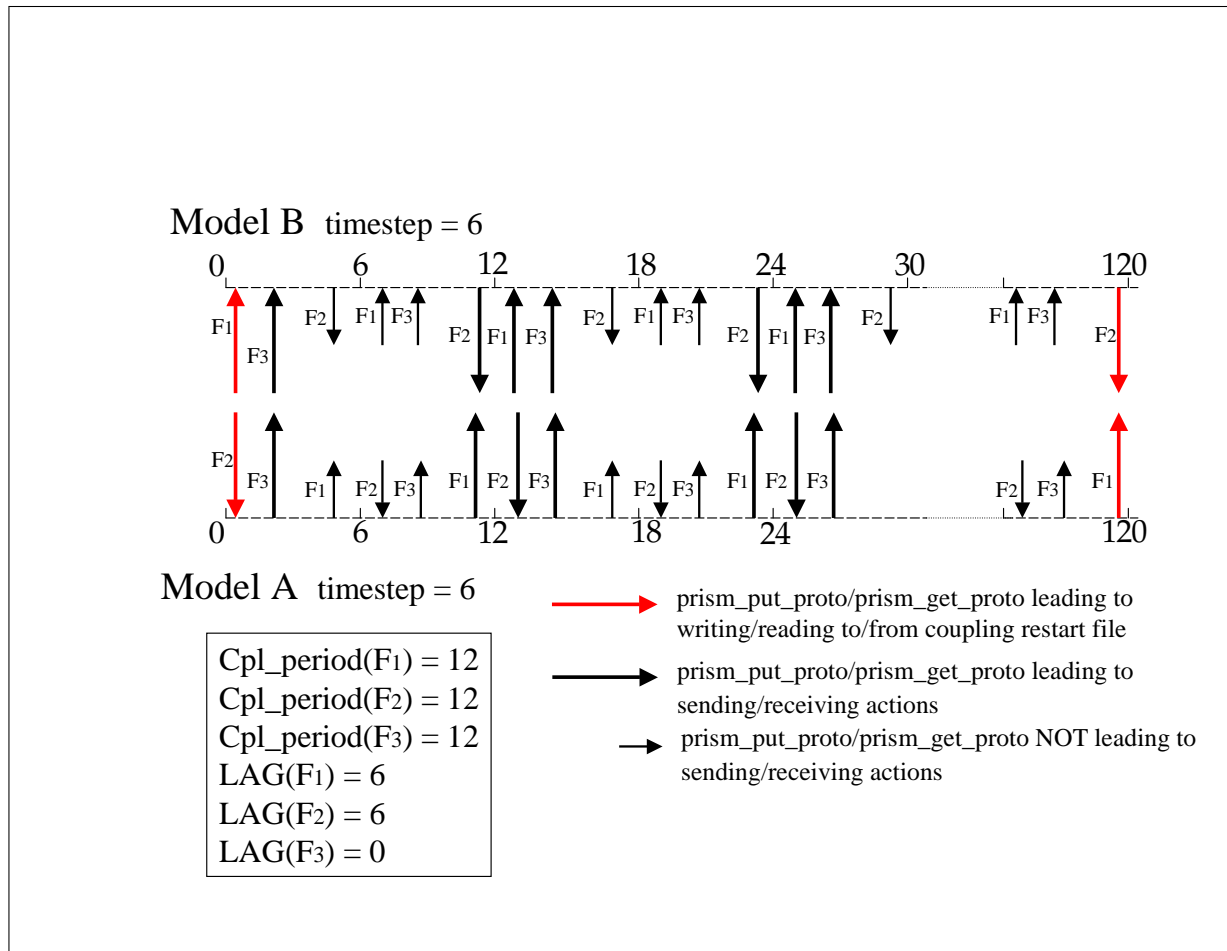 Model B timestep = 6
0 6 12 18 24 30 120
F1 F3 F2 F1 F3 F2 F1 F3 F2 F1 F3 F2 F1 F3 F2 F1 F3 F2
F2 F3 F1 F2 F3 F1 F2 F3 F1 F2 F3 F1 F2 F3 F2 F3 F1
0 6 12 18 24 120
Model A timestep = 6
prism_put_proto/prism_get_proto leading to
writing/reading to/from coupling restart file
prism_put_proto/prism_get_proto leading to
sending/receiving actions
prism_put_proto/prism_get_proto NOT leading to
sending/receiving actions
Cpl_period(F1) = 12
Cpl_period(F2) = 12
Cpl_period(F3) = 12
LAG(F1) = 6
LAG(F2) = 6
LAG(F3) = 0